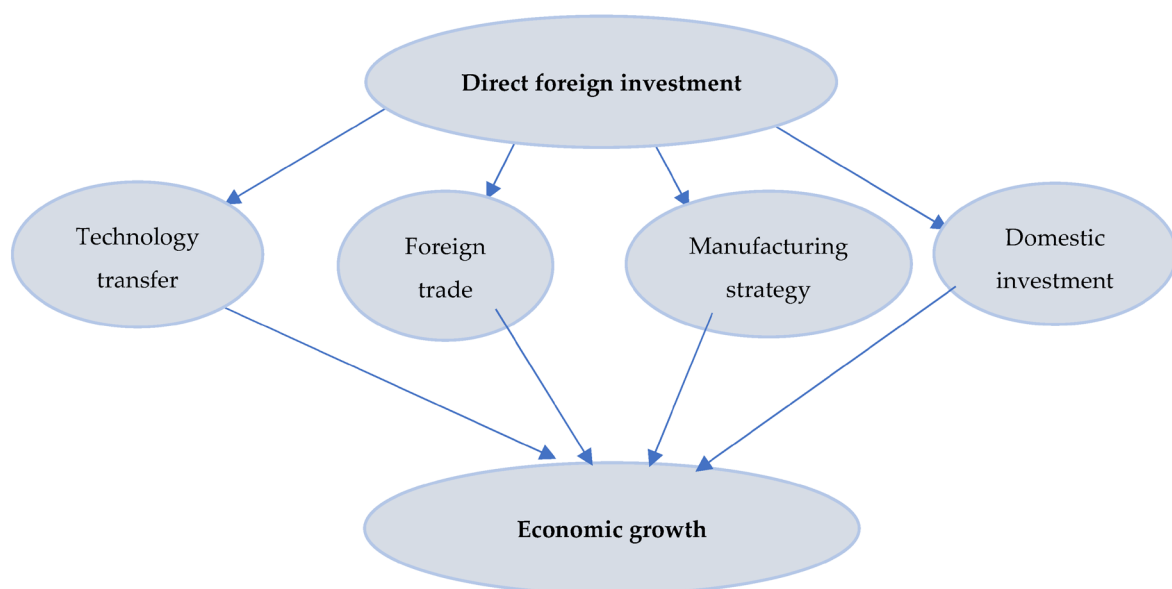 Direct foreign investment
Technology
transfer
Foreign
trade
Manufacturing
strategy
Domestic
investment
Economic growth